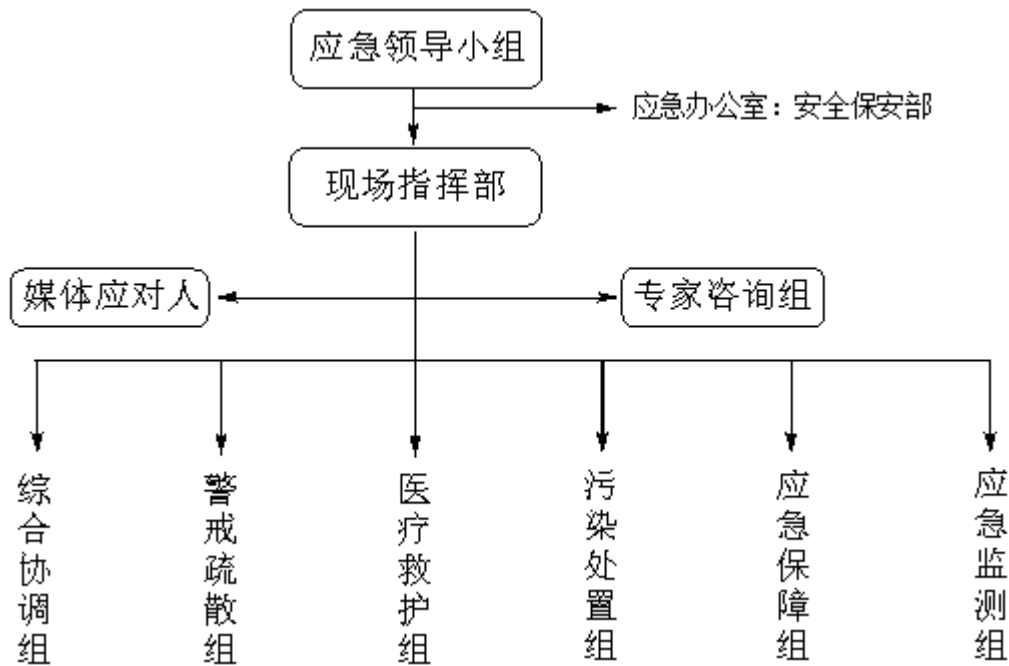 应急领导小组
应急办公室：安全保安部
现场指挥部
媒体应对人
专家咨询组
综合协调组
警戒疏散组
医疗救护组
污染处置组
应急保障组
应急监测组